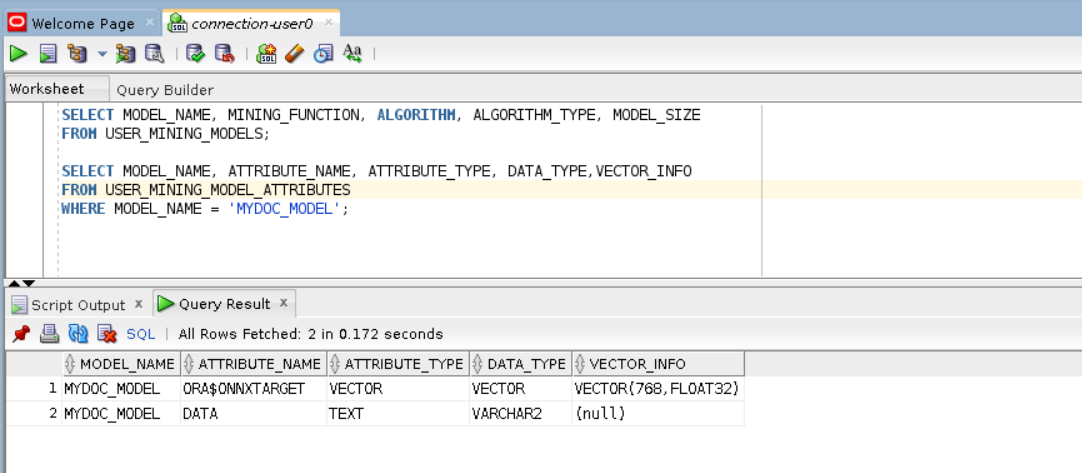 Welcome Page × connection-user0 ×
Worksheet Query Builder
SELECT MODEL_NAME, MINING_FUNCTION, ALGORITHM, ALGORITHM_TYPE, MODEL_SIZE
FROM USER_MINING_MODELS;
SELECT MODEL_NAME, ATTRIBUTE_NAME, ATTRIBUTE_TYPE, DATA_TYPE,VECTOR_INFO
FROM USER_MINING_MODEL_ATTRIBUTES
WHERE MODEL_NAME = 'MYDOC_MODEL';
Script Output x Query Result x
SQL | All Rows Fetched: 2 in 0.172 seconds
MODEL_NAME ATTRIBUTE_NAME ATTRIBUTE_TYPE DATA_TYPE VECTOR_INFO
1 MYDOC_MODEL ORA$ONNXTARGET VECTOR VECTOR VECTOR(768,FLOAT32)
2 MYDOC_MODEL DATA TEXT VARCHAR2 (null)